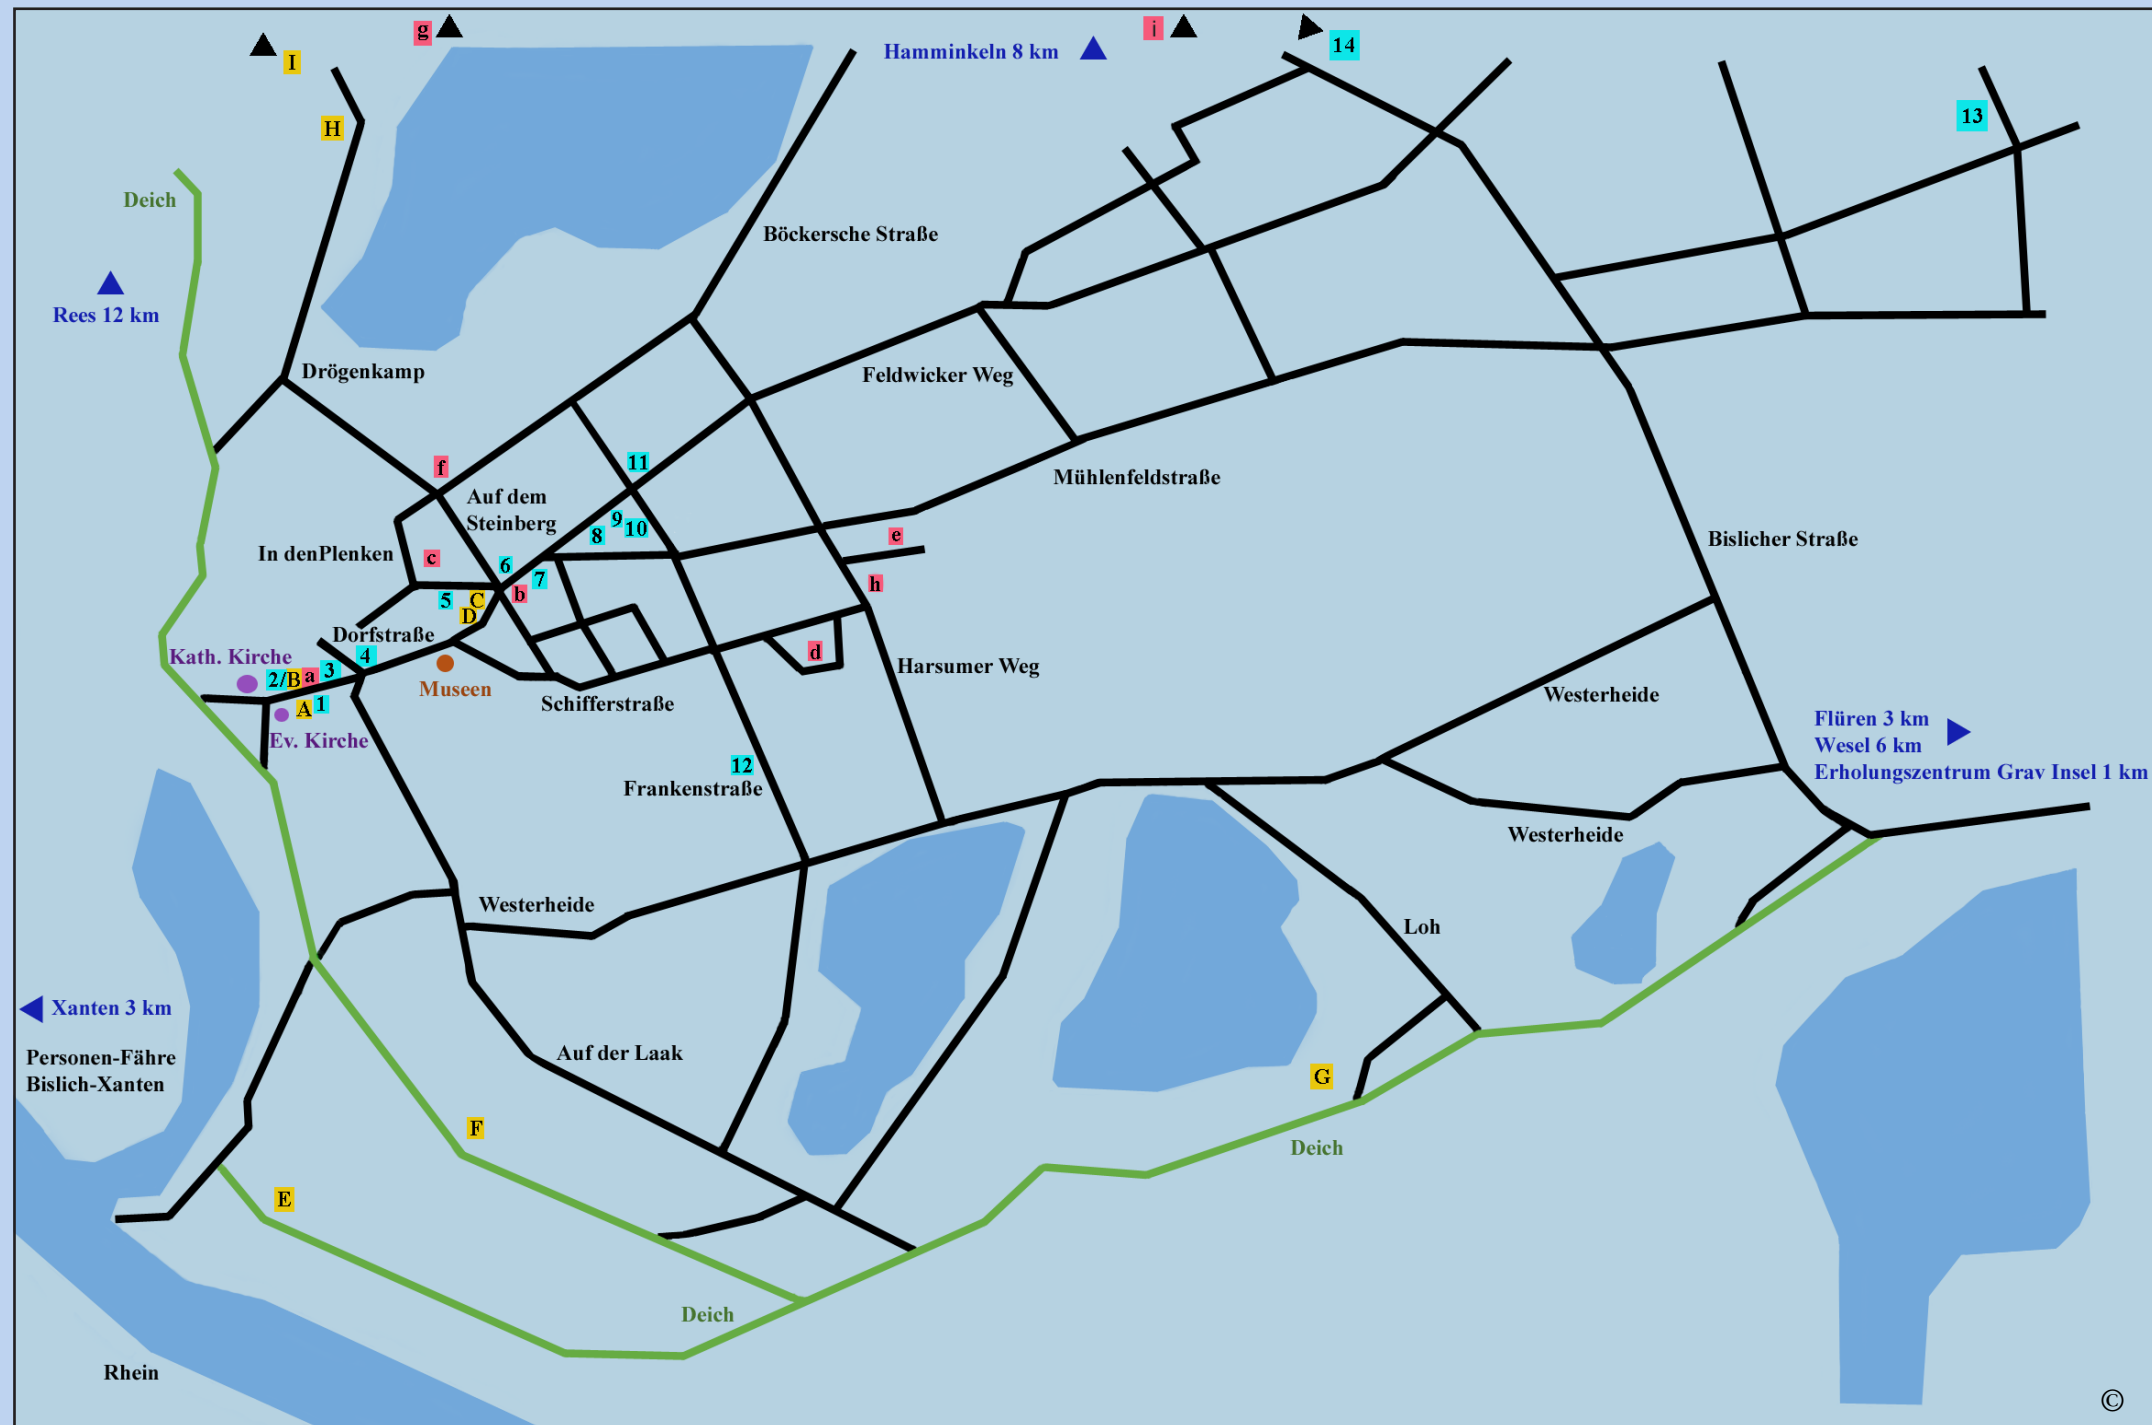 g
i
14
I
Hamminkeln 8 km
H
13
Deich
Böckersche Straße
Rees 12 km
Drögenkamp
Feldwicker Weg
f
11
Mühlenfeldstraße
Auf dem
Steinberg
9
10
8
e
Bislicher Straße
In denPlenken
c
6
7
h
5
C
b
D
Dorfstraße
Kath. Kirche
4
d
2/B
a
3
Harsumer Weg
Museen
Westerheide
A
1
Schifferstraße
Ev. Kirche
Flüren 3 km
Wesel 6 km
Erholungszentrum Grav Insel 1 km
12
Frankenstraße
Westerheide
Westerheide
Loh
Xanten 3 km
Personen-Fähre
Bislich-Xanten
Auf der Laak
G
F
Deich
E
Deich
Rhein
©